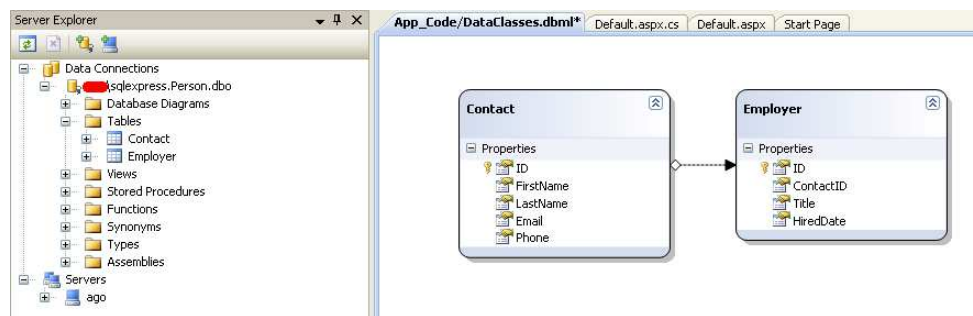 Server Explorer
Data Connections
\sqlexpress.Person.dbo
Database Diagrams
Tables
Contact
Employer
Views
Stored Procedures
Functions
Synonyms
Types
Assemblies
Servers
ago
App_Code/DataClasses.dbml* Default.aspx.cs Default.aspx Start Page
Contact
Properties
ID
FirstName
LastName
Email
Phone
Employer
Properties
ID
ContactID
Title
HiredDate